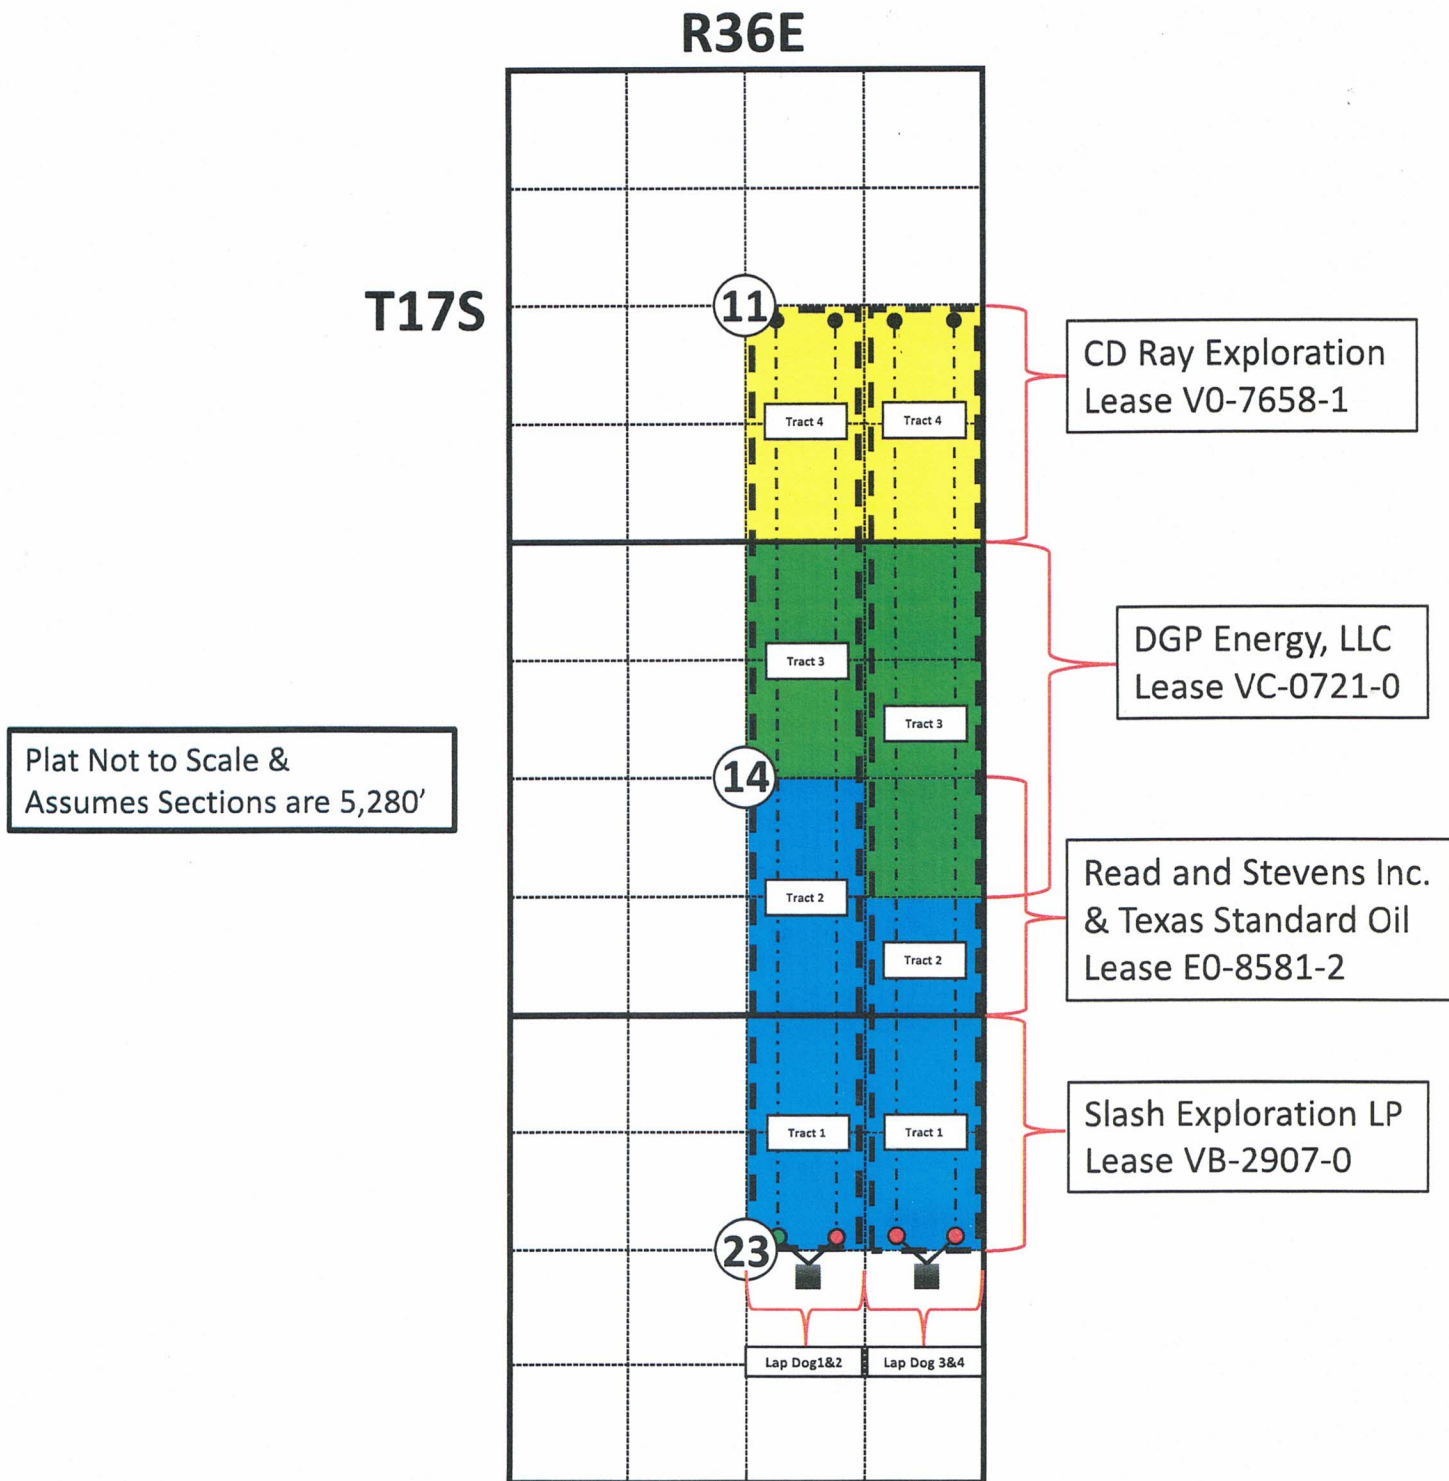 R36E
T17S
11
CD Ray Exploration
Lease V0-7658-1
Tract 4
Tract 4
DGP Energy, LLC
Lease VC-0721-0
Tract 3
Tract 3
Plat Not to Scale &
Assumes Sections are 5,280’
14
Read and Stevens Inc.
& Texas Standard Oil
Lease E0-8581-2
Tract 2
Tract 2
Slash Exploration LP
Lease VB-2907-0
Tract 1
Tract 1
23
Lap Dog1&2
Lap Dog 3&4